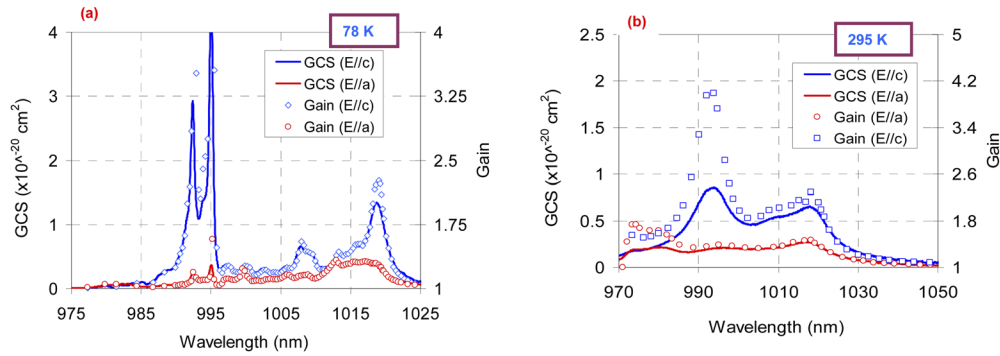 (a)
78 K
GCS (E//c)
GCS (E//a)
Gain (E//c)
Gain (E//a)
GCS (x10^-20 cm²)
4
3
2
1
0
4
3.25
2.5
1.75
1
Gain
975
985
995
1005
1015
1025
Wavelength (nm)
(b)
295 K
GCS (E//c)
GCS (E//a)
Gain (E//a)
Gain (E//c)
GCS (x10^-20 cm²)
2.5
2
1.5
1
0.5
0
5
4.2
3.4
2.6
1.8
1
Gain
970
990
1010
1030
1050
Wavelength (nm)